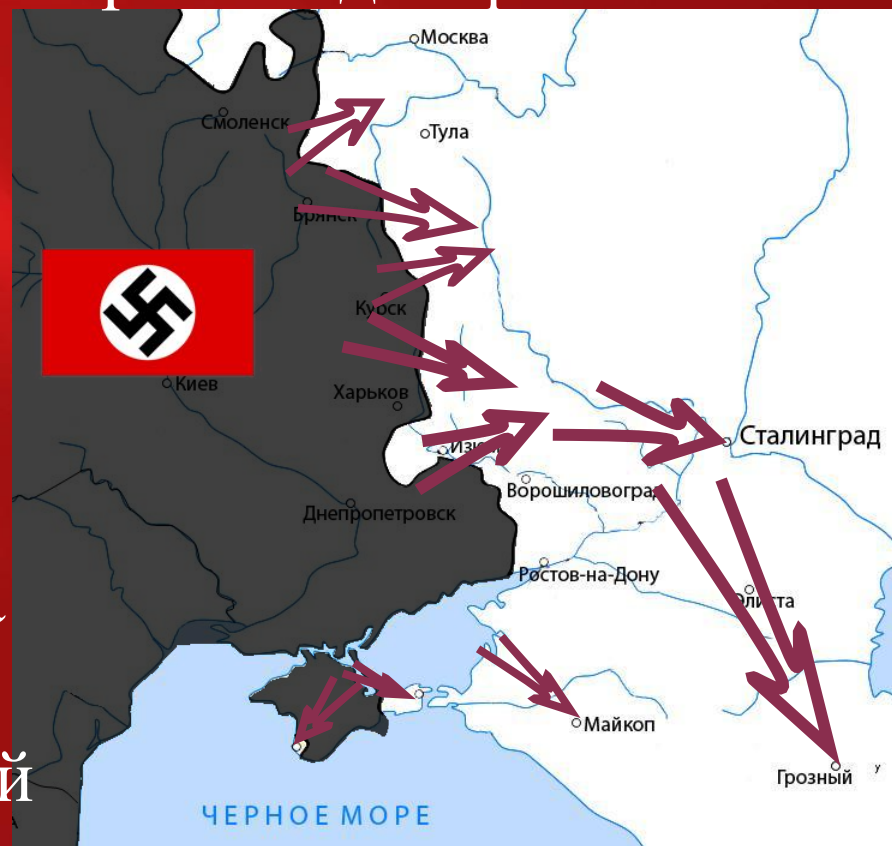 Москва
Смоленск
Тула
Брянск
Курск
Киев
Харьков
Сталинград
Изюм
Ворошиловград
Днепропетровск
Ростов-на-Дону
Элиста
Майкоп
й
Грозный
у
ЧЕРНОЕ МОРЕ